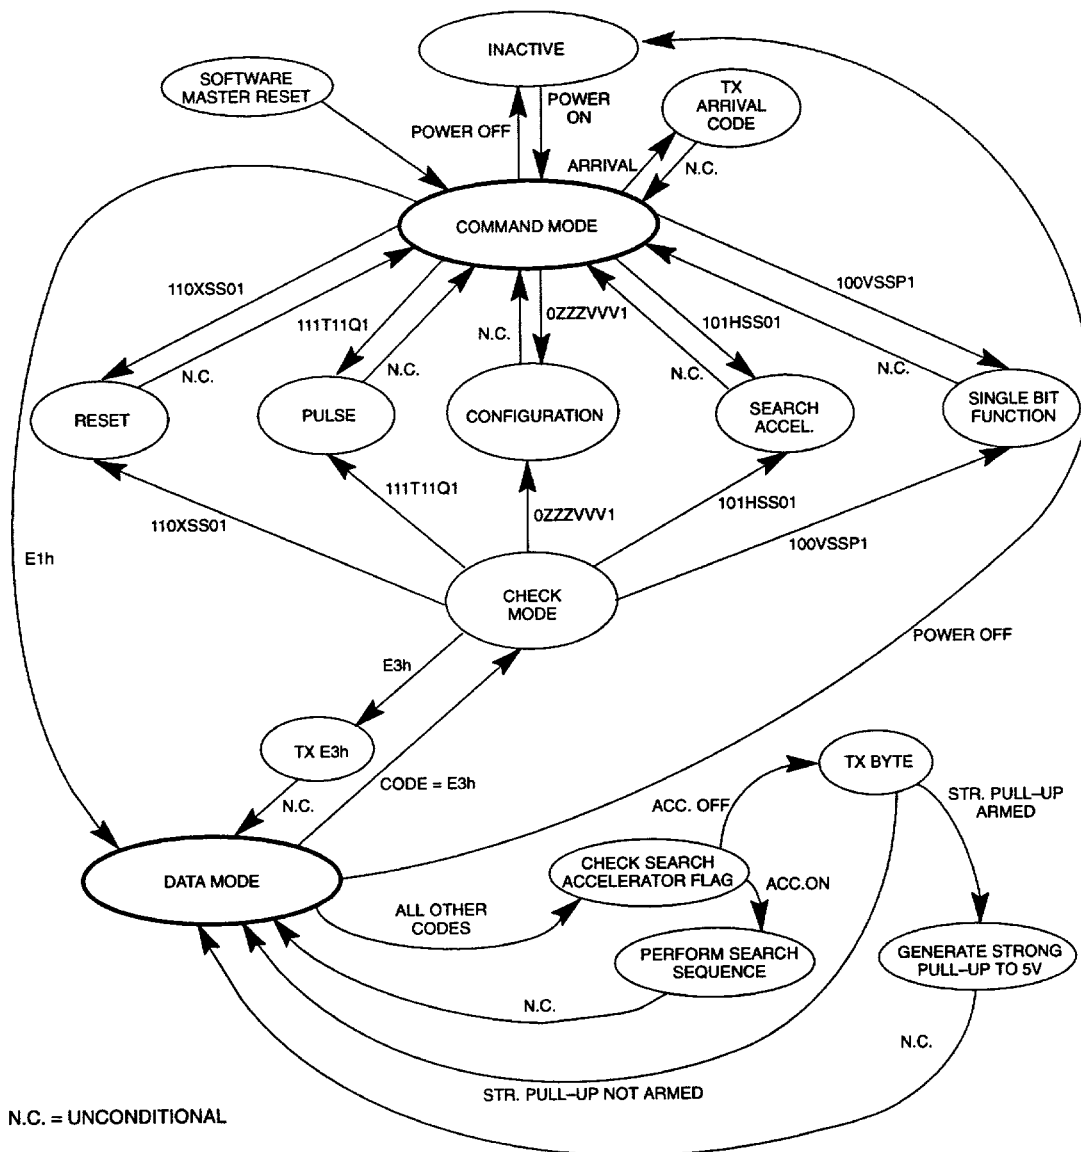 INACTIVE
SOFTWARE
MASTER RESET
TX
ARRIVAL
CODE
POWER
ON
POWER OFF
ARRIVAL
N.C.
COMMAND MODE
110XSS01
111T11Q1
N.C.
0ZZZVVV1
101HSS01
100VSSP1
N.C.
N.C.
N.C.
N.C.
RESET
PULSE
CONFIGURATION
SEARCH
ACCEL.
SINGLE BIT
FUNCTION
110XSS01
111T11Q1
0ZZZVVV1
101HSS01
100VSSP1
E1h
CHECK
MODE
POWER OFF
E3h
TX E3h
CODE = E3h
N.C.
TX BYTE
ACC. OFF
STR. PULL–UP
ARMED
DATA MODE
CHECK SEARCH
ACCELERATOR FLAG
ACC.ON
ALL OTHER
CODES
PERFORM SEARCH
SEQUENCE
GENERATE STRONG
PULL–UP TO 5V
N.C.
N.C.
STR. PULL–UP NOT ARMED
N.C. = UNCONDITIONAL